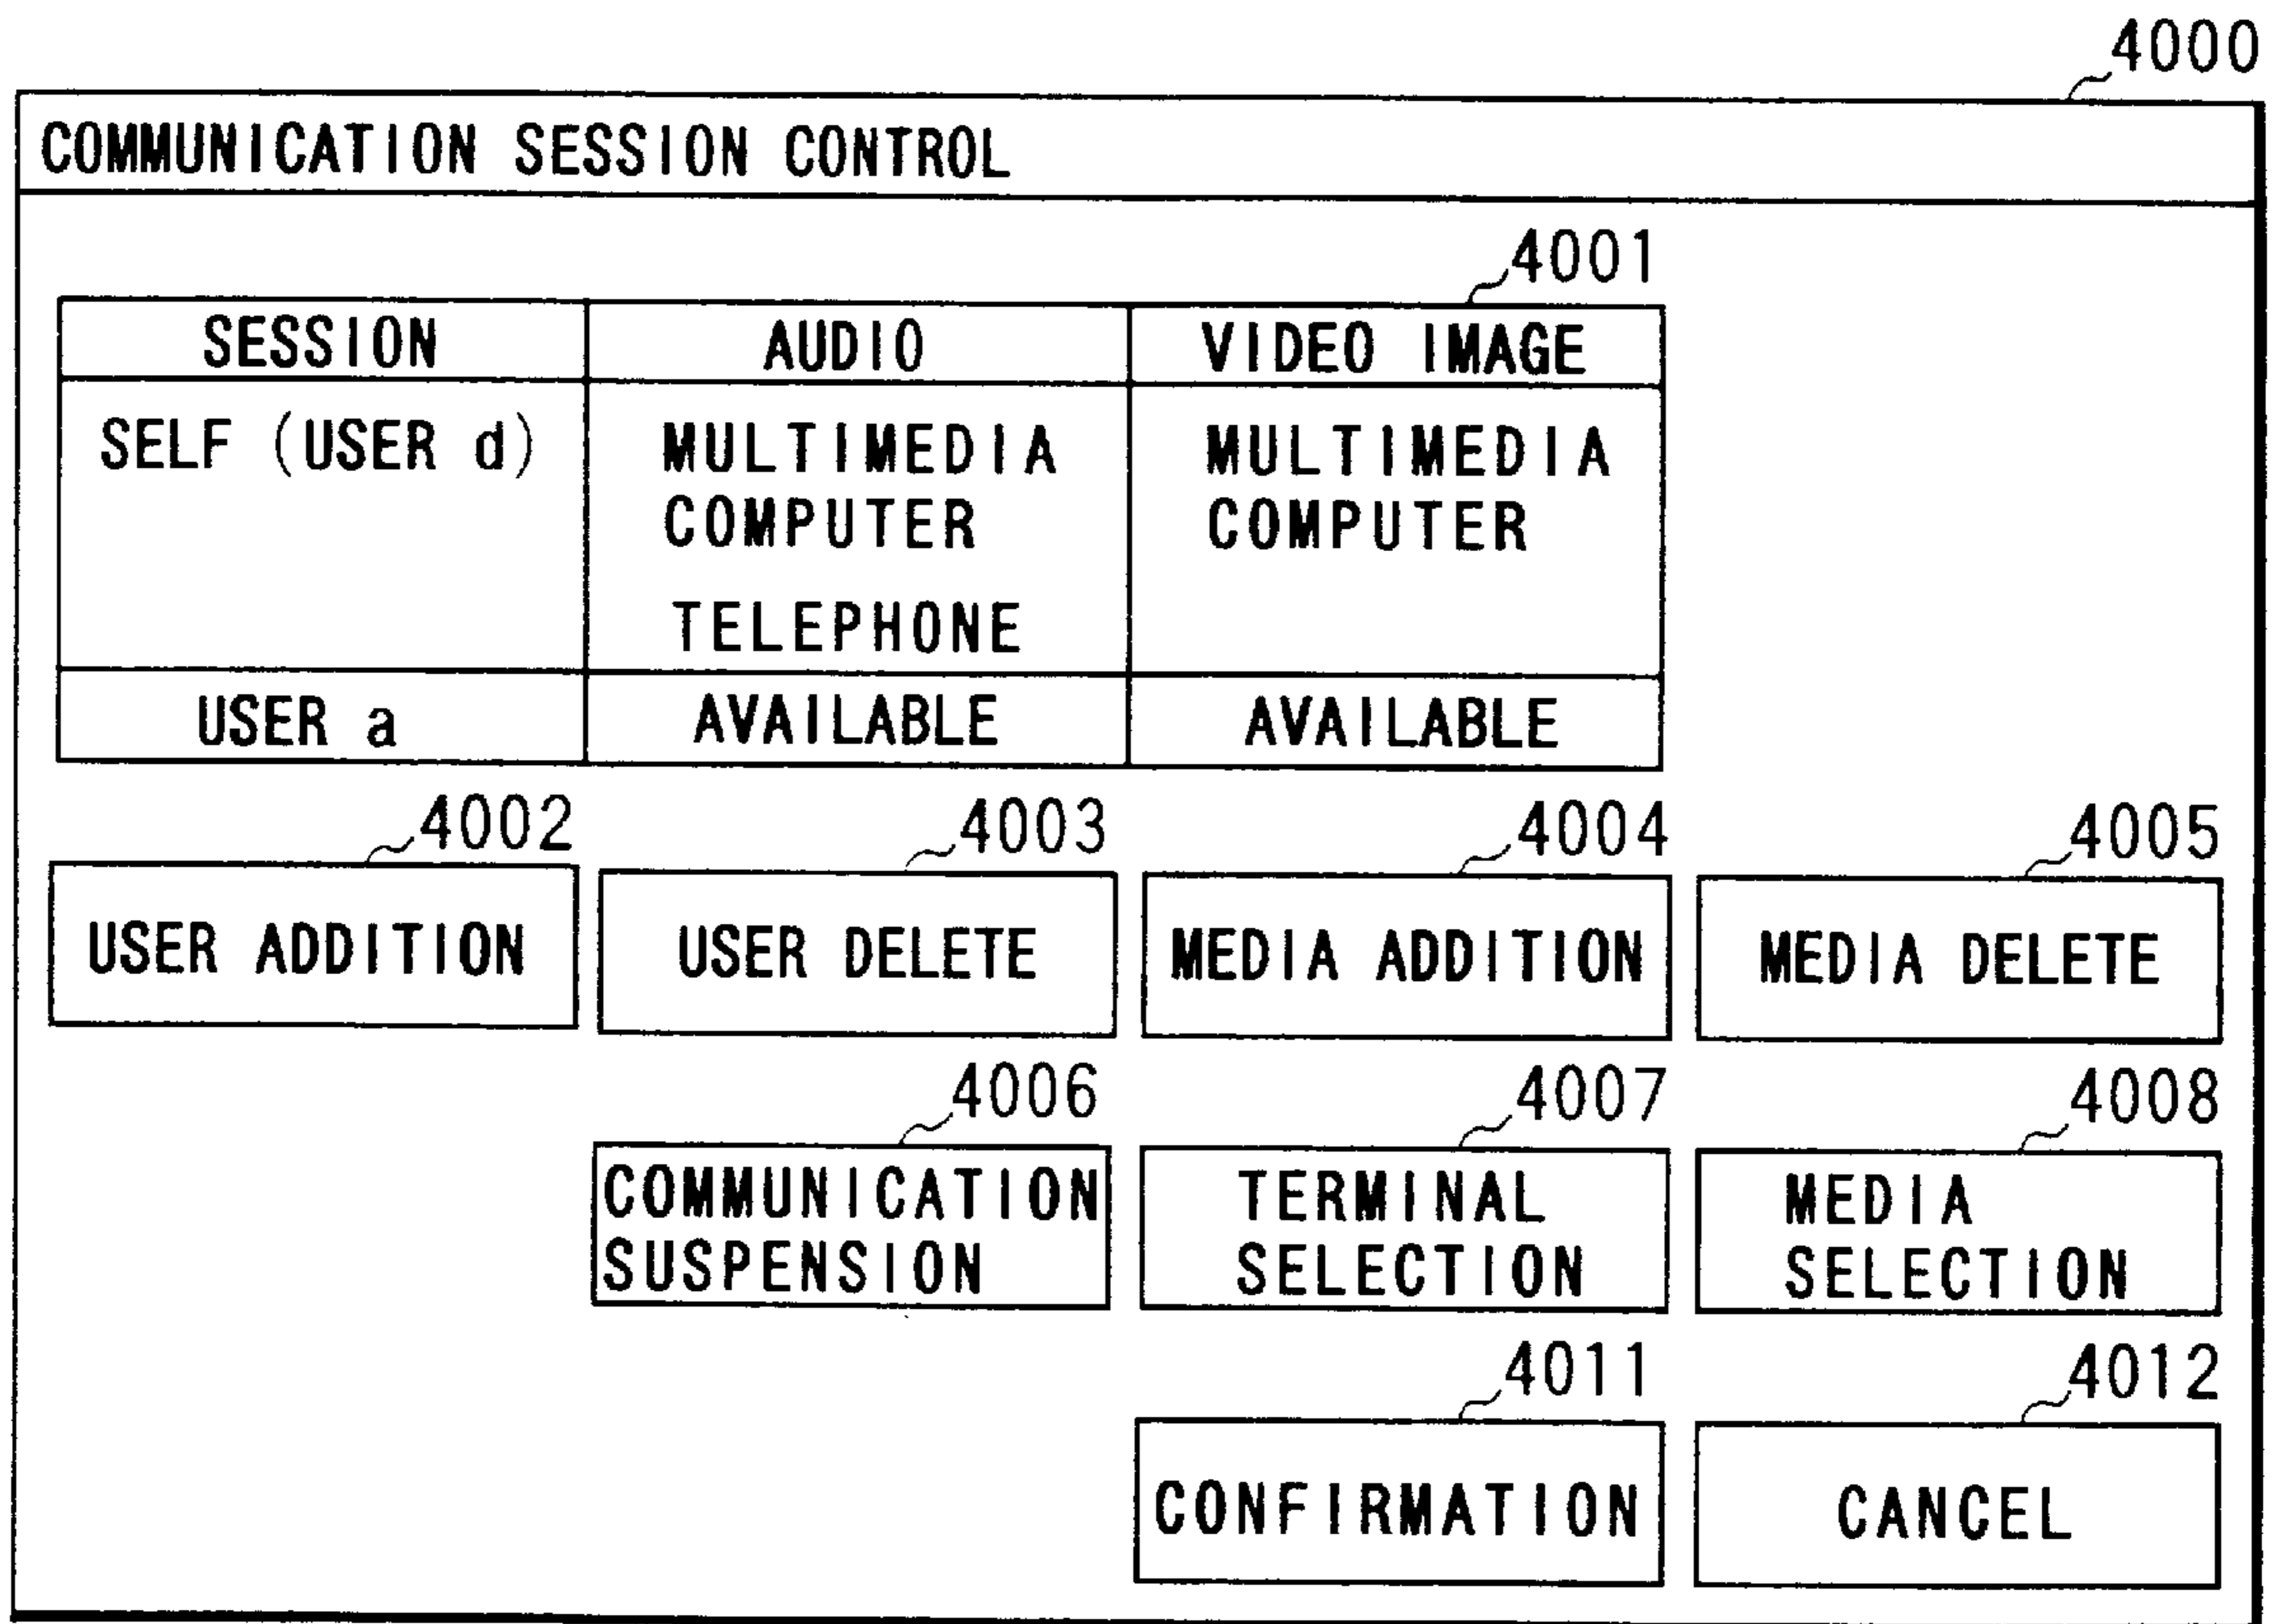 4000
COMMUNICATION SESSION CONTROL
4001
SESSION AUDIO VIDEO IMAGE
SELF (USER d) MULTIMEDIA MULTIMEDIA
COMPUTER COMPUTER
TELEPHONE
USER a AVAILABLE AVAILABLE
4002 4003 4004 4005
USER ADDITION USER DELETE MEDIA ADDITION MEDIA DELETE
4006 4007 4008
COMMUNICATION TERMINAL MEDIA
SUSPENSION SELECTION SELECTION
4011 4012
CONFIRMATION CANCEL